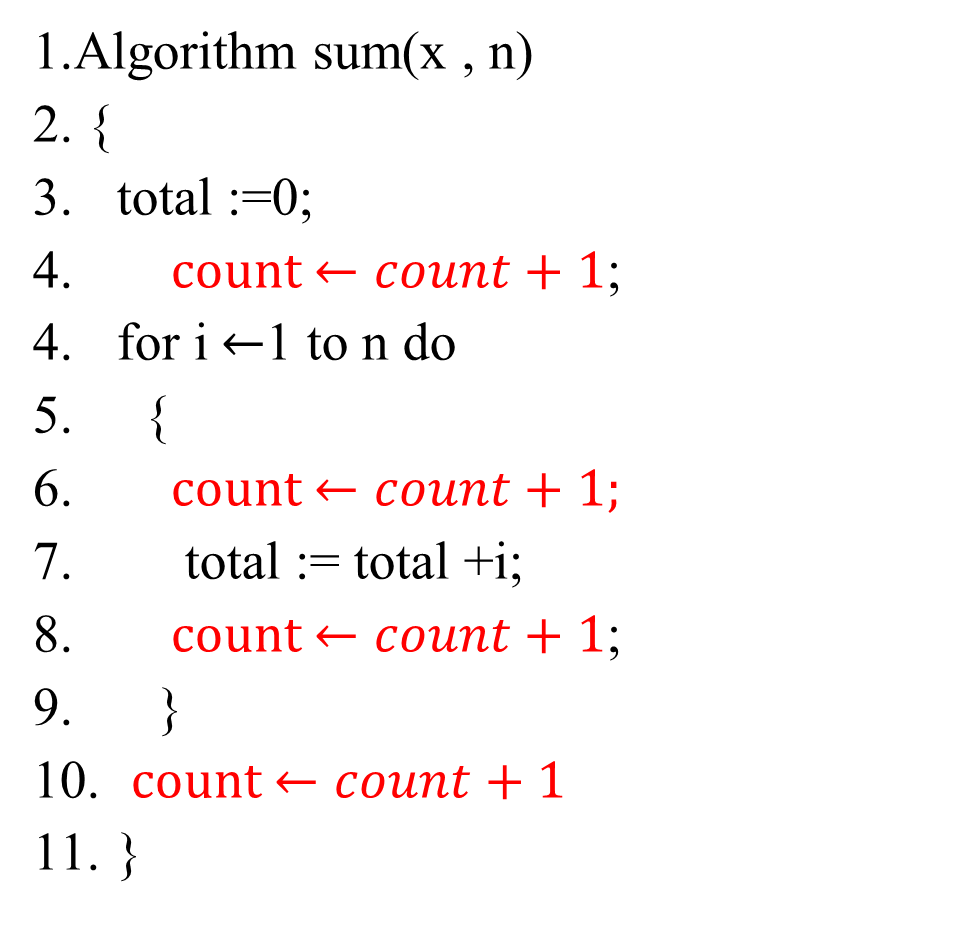 1.Algorithm sum(x , n)
2. {
3. total :=0;
4. count ← count + 1;
4. for i ←1 to n do
5. {
6. count ← count + 1;
7. total := total +i;
8. count ← count + 1;
9. }
10. count ← count + 1
11. }